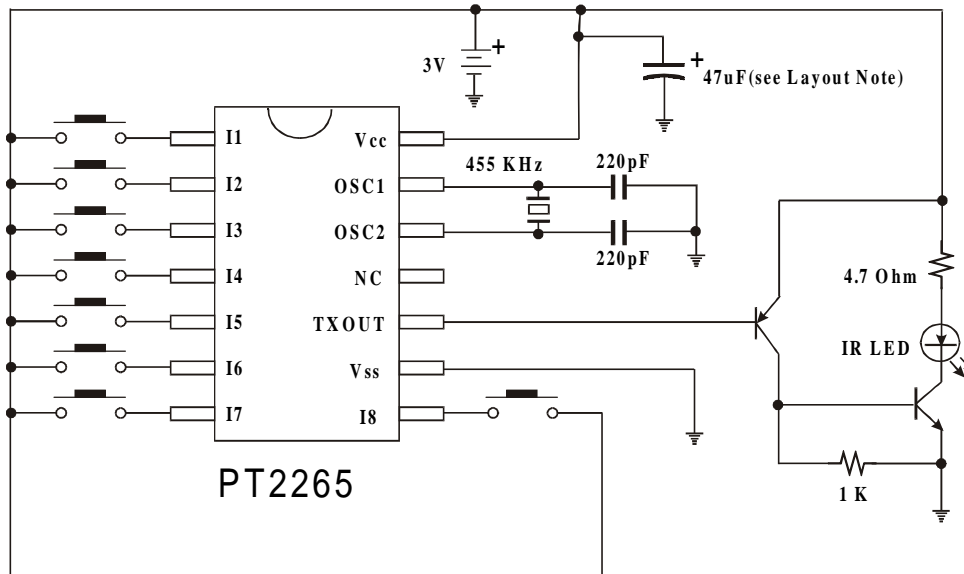 3V
47uF(see Layout Note)
I1
Vcc
455 KHz
220pF
I2
OSC1
I3
OSC2
220pF
I4
NC
4.7 Ohm
I5
TXOUT
IR LED
I6
Vss
I7
I8
PT2265
1 K